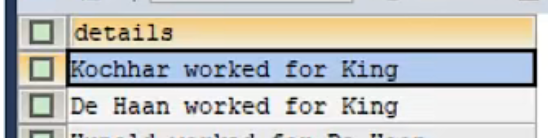 details
Kochhar worked for King
De Haan worked for King